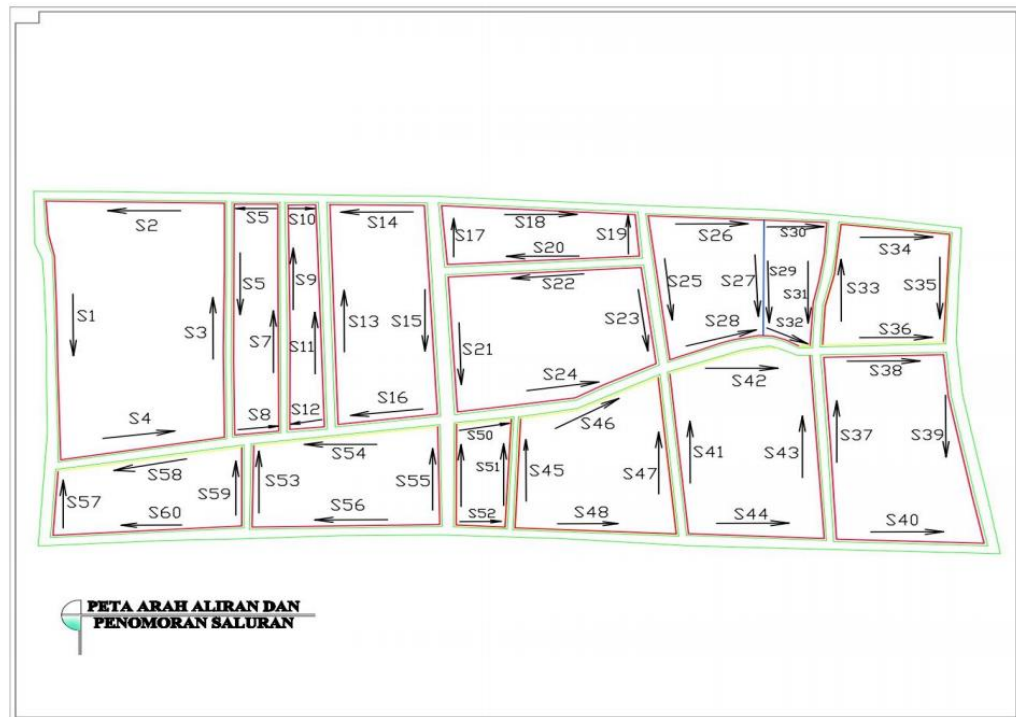 S2
S5
S10
S14
S18
S26
S30
S34
S1
S3
S5
S7
S9
S11
S13
S15
S17
S19
S20
S22
S25
S27
S29
S31
S33
S35
S21
S23
S28
S32
S36
S4
S8
S12
S16
S24
S42
S38
S58
S54
S50
S46
S57
S59
S53
S55
S51
S45
S47
S41
S43
S37
S39
S60
S56
S52
S48
S44
S40
PETA ARAH ALIRAN DAN
PENOMORAN SALURAN